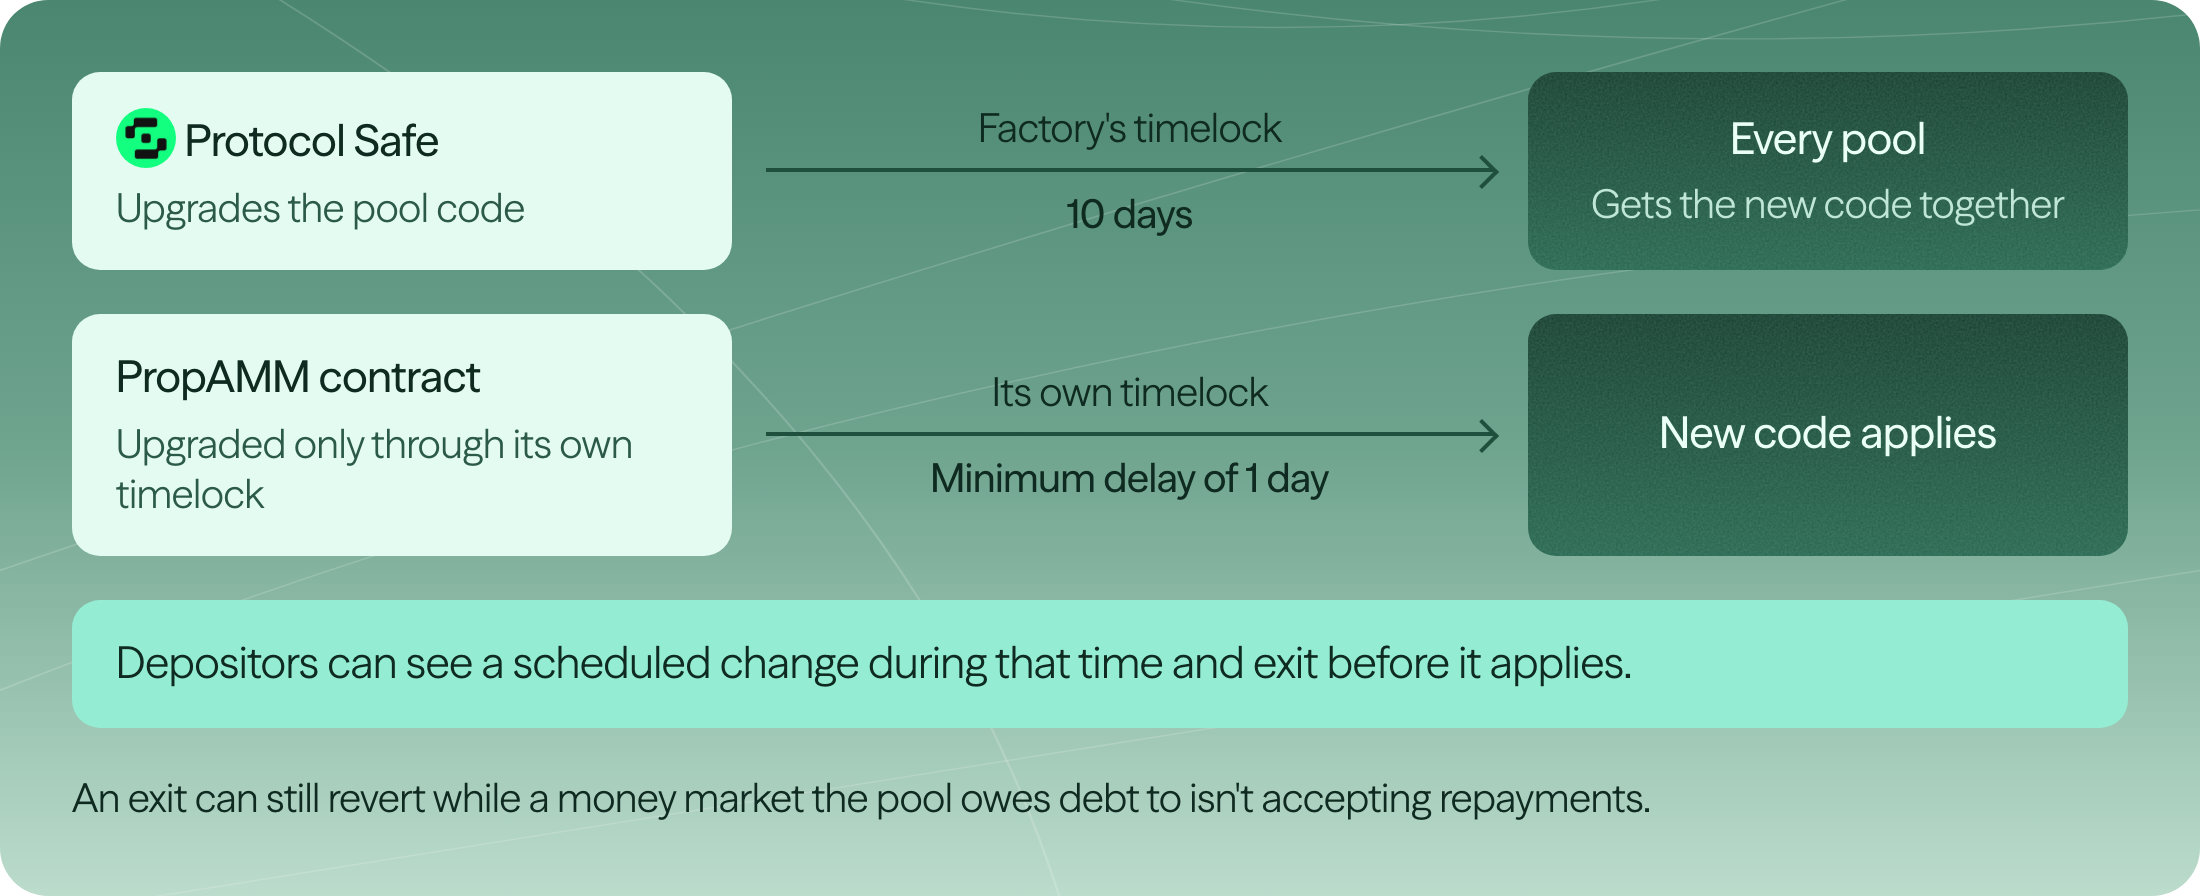 Protocol Safe
Upgrades the pool code
Factory's timelock
10 days
Every pool
Gets the new code together
PropAMM contract
Upgraded only through its own
timelock
Its own timelock
Minimum delay of 1 day
New code applies
Depositors can see a scheduled change during that time and exit before it applies.
An exit can still revert while a money market the pool owes debt to isn't accepting repayments.